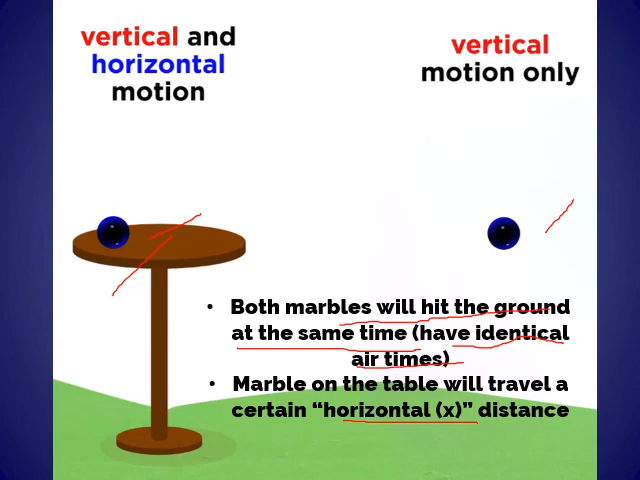 vertical and
horizontal
motion
vertical
motion only
• Both marbles will hit the ground
at the same time (have identical
air times)
• Marble on the table will travel a
certain “horizontal (x)” distance